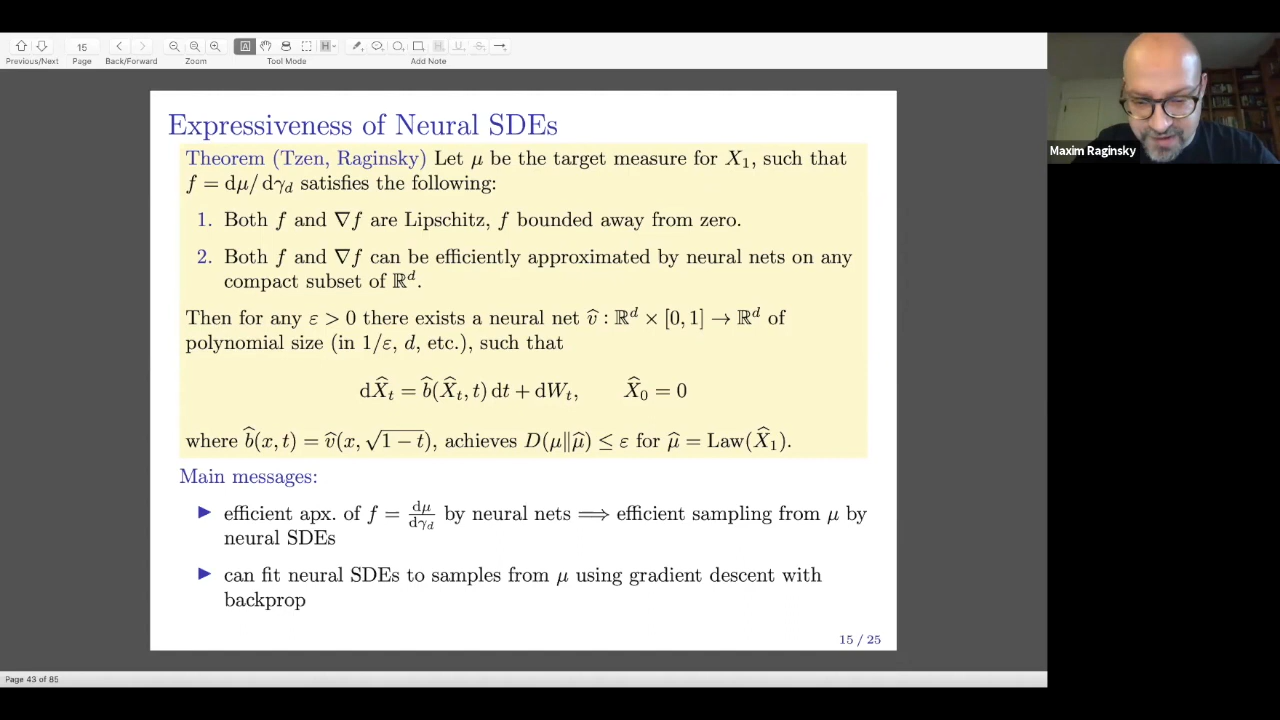 15
Previous/Next Page Back/Forward Zoom Tool Mode Add Note
Expressiveness of Neural SDEs
Theorem (Tzen, Raginsky) Let μ be the target measure for X₁, such that
f = dμ/ dγ_d satisfies the following:
1. Both f and ∇f are Lipschitz, f bounded away from zero.
2. Both f and ∇f can be efficiently approximated by neural nets on any
compact subset of ℝᵈ.
Then for any ε > 0 there exists a neural net v̂ : ℝᵈ × [0, 1] → ℝᵈ of
polynomial size (in 1/ε, d, etc.), such that
dX̂ₜ = b̂(X̂ₜ, t) dt + dWₜ, X̂₀ = 0
where b̂(x, t) = v̂(x, √(1 − t)), achieves D(μ‖μ̂) ≤ ε for μ̂ = Law(X̂₁).
Main messages:
▶ efficient apx. of f = dμ/dγ_d by neural nets ⟹ efficient sampling from μ by
neural SDEs
▶ can fit neural SDEs to samples from μ using gradient descent with
backprop
15 / 25
Page 43 of 85
Maxim Raginsky